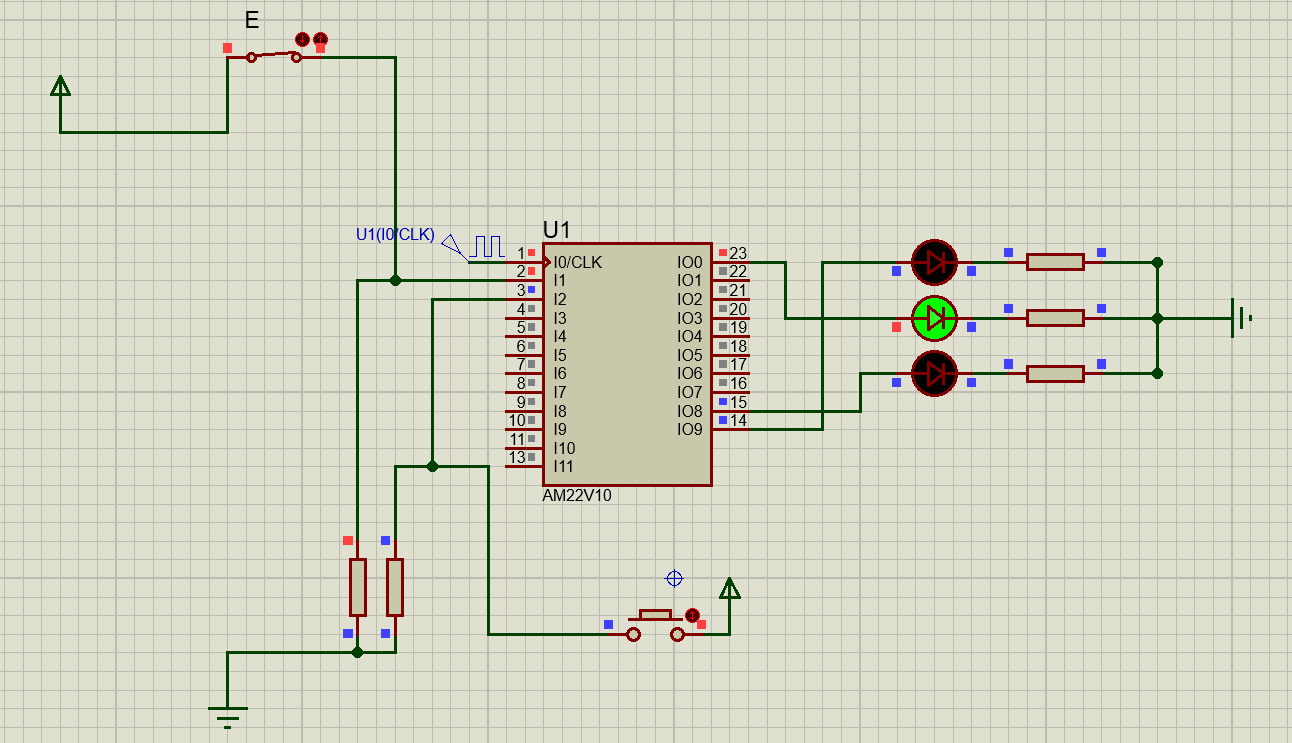 E
U1
U1(I0/CLK)
1 I0/CLK IO0 23
2 I1 IO1 22
3 I2 IO2 21
4 I3 IO3 20
5 I4 IO4 19
6 I5 IO5 18
7 I6 IO6 17
8 I7 IO7 16
9 I8 IO8 15
10 I9 IO9 14
11 I10
13 I11
AM22V10